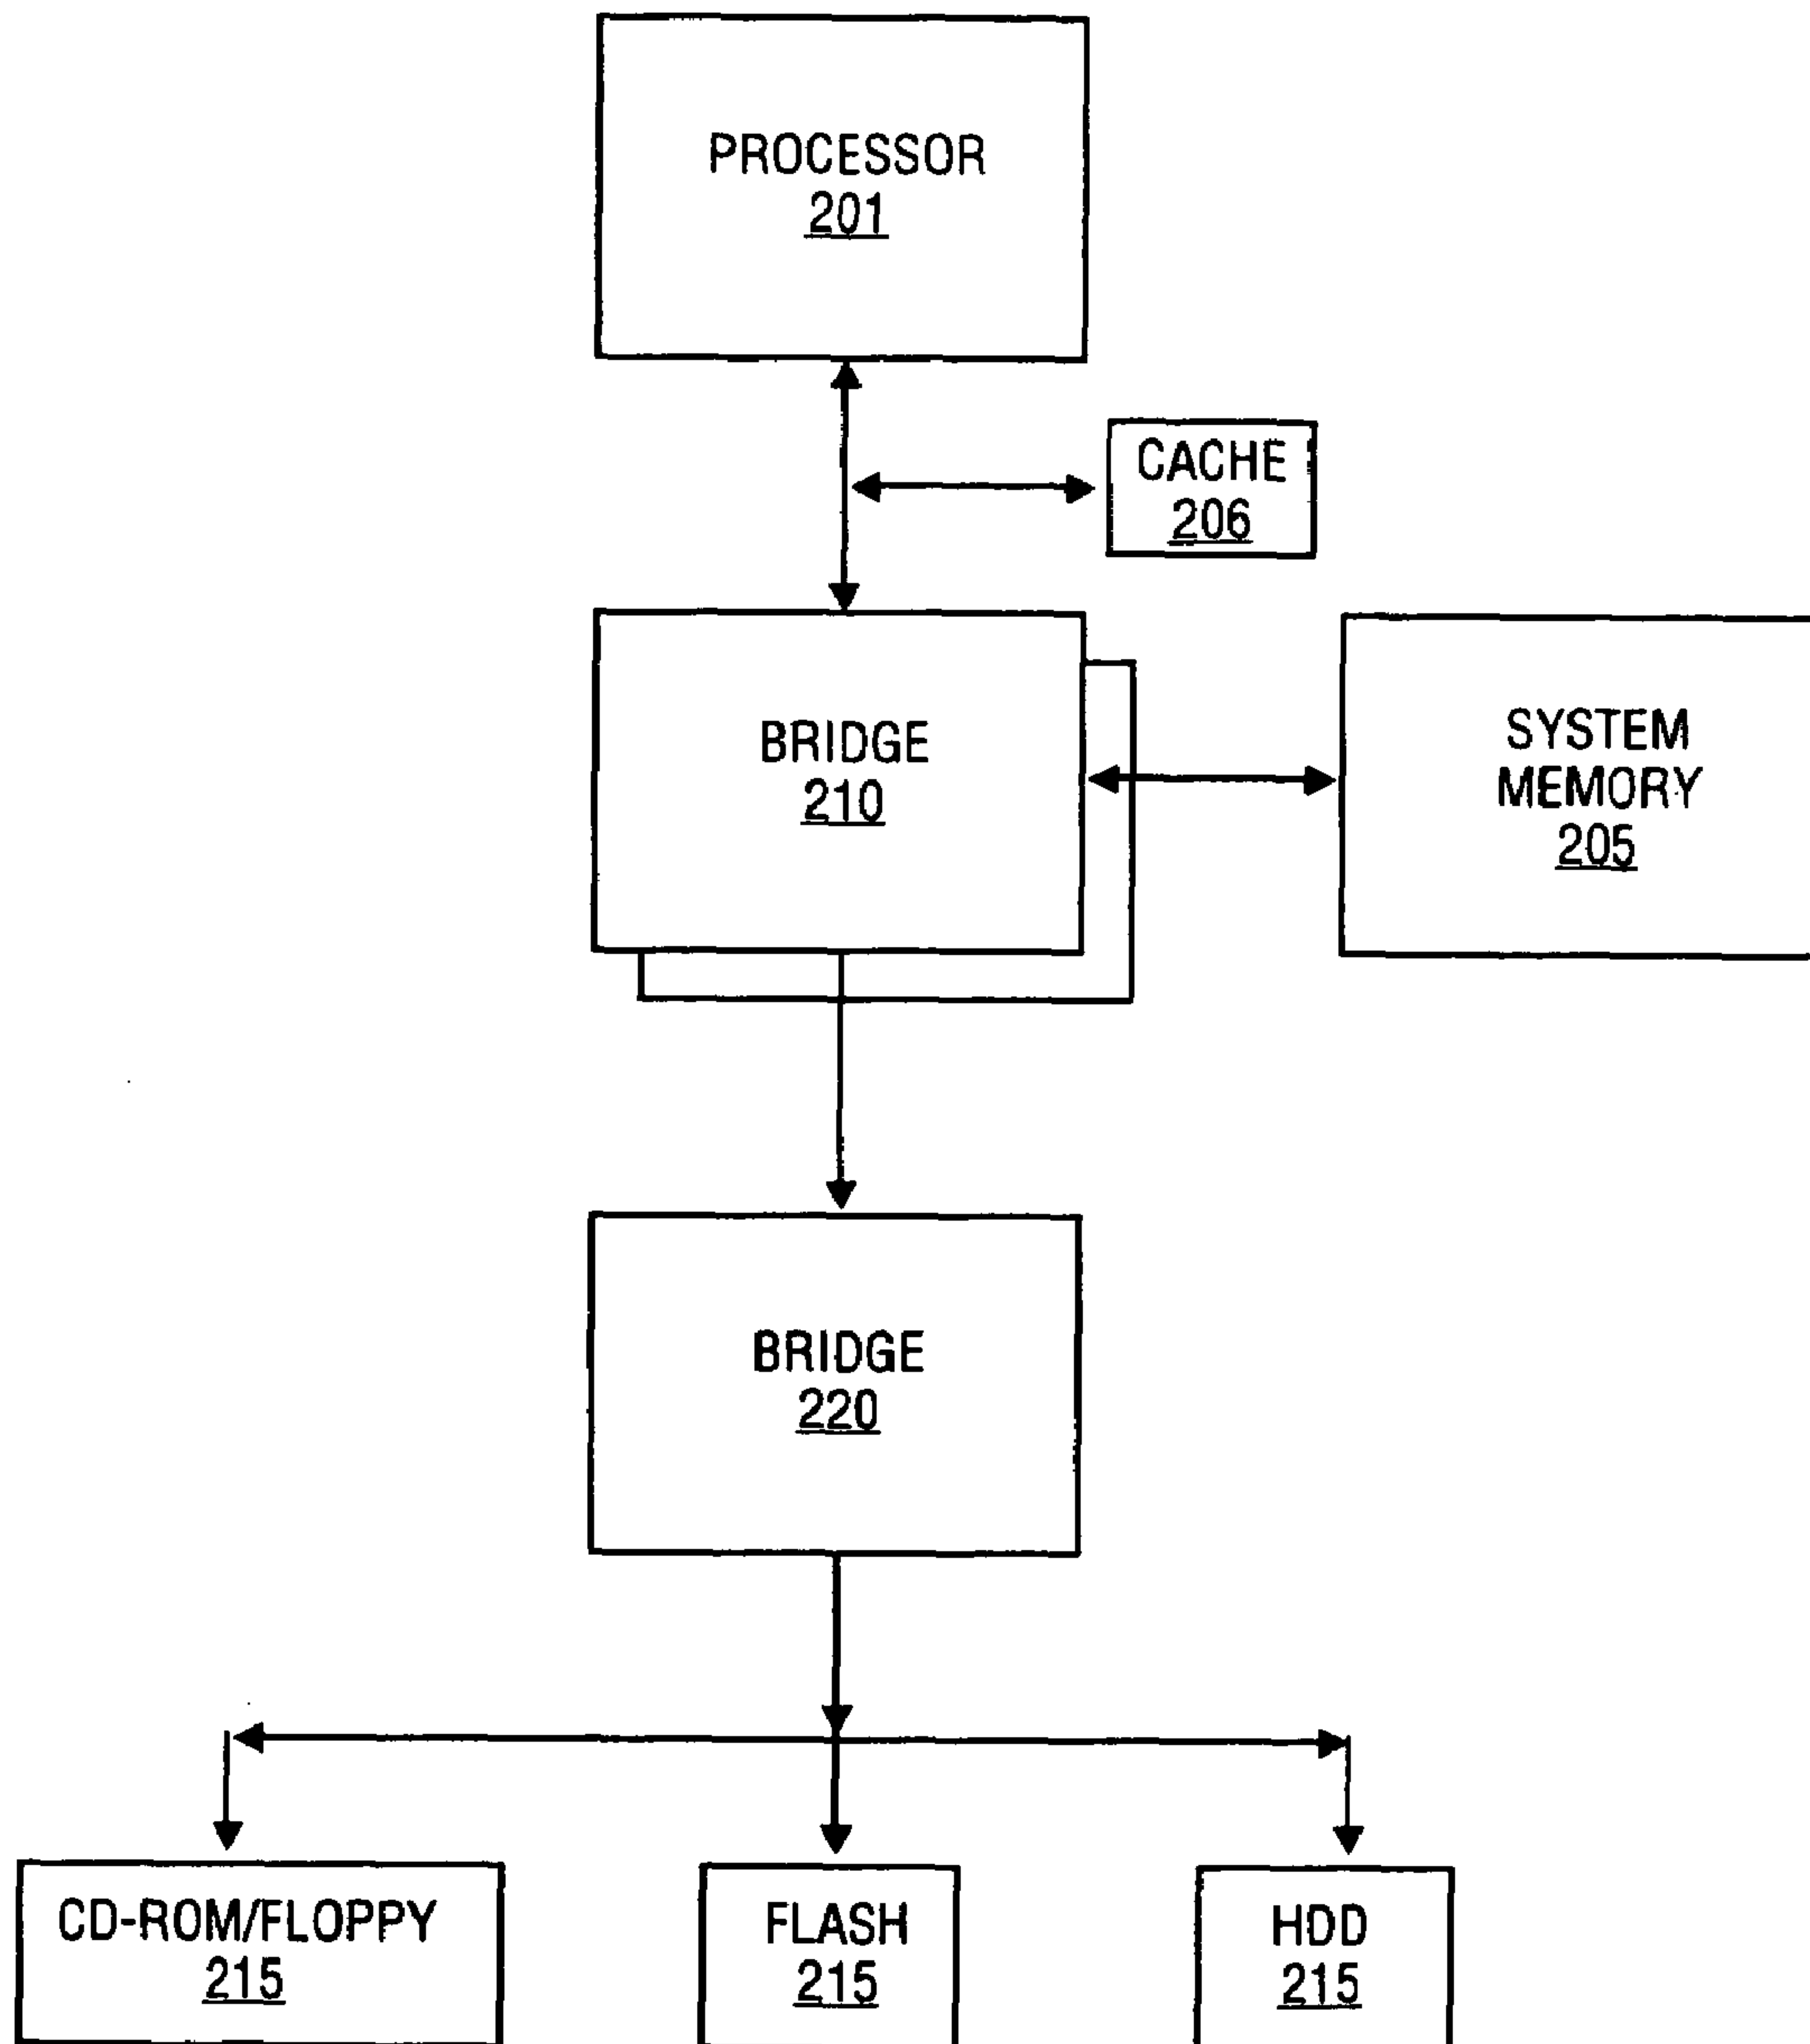 PROCESSOR
201
CACHE
206
BRIDGE
210
SYSTEM
MEMORY
205
BRIDGE
220
CD-ROM/FLOPPY
215
FLASH
215
HDD
215